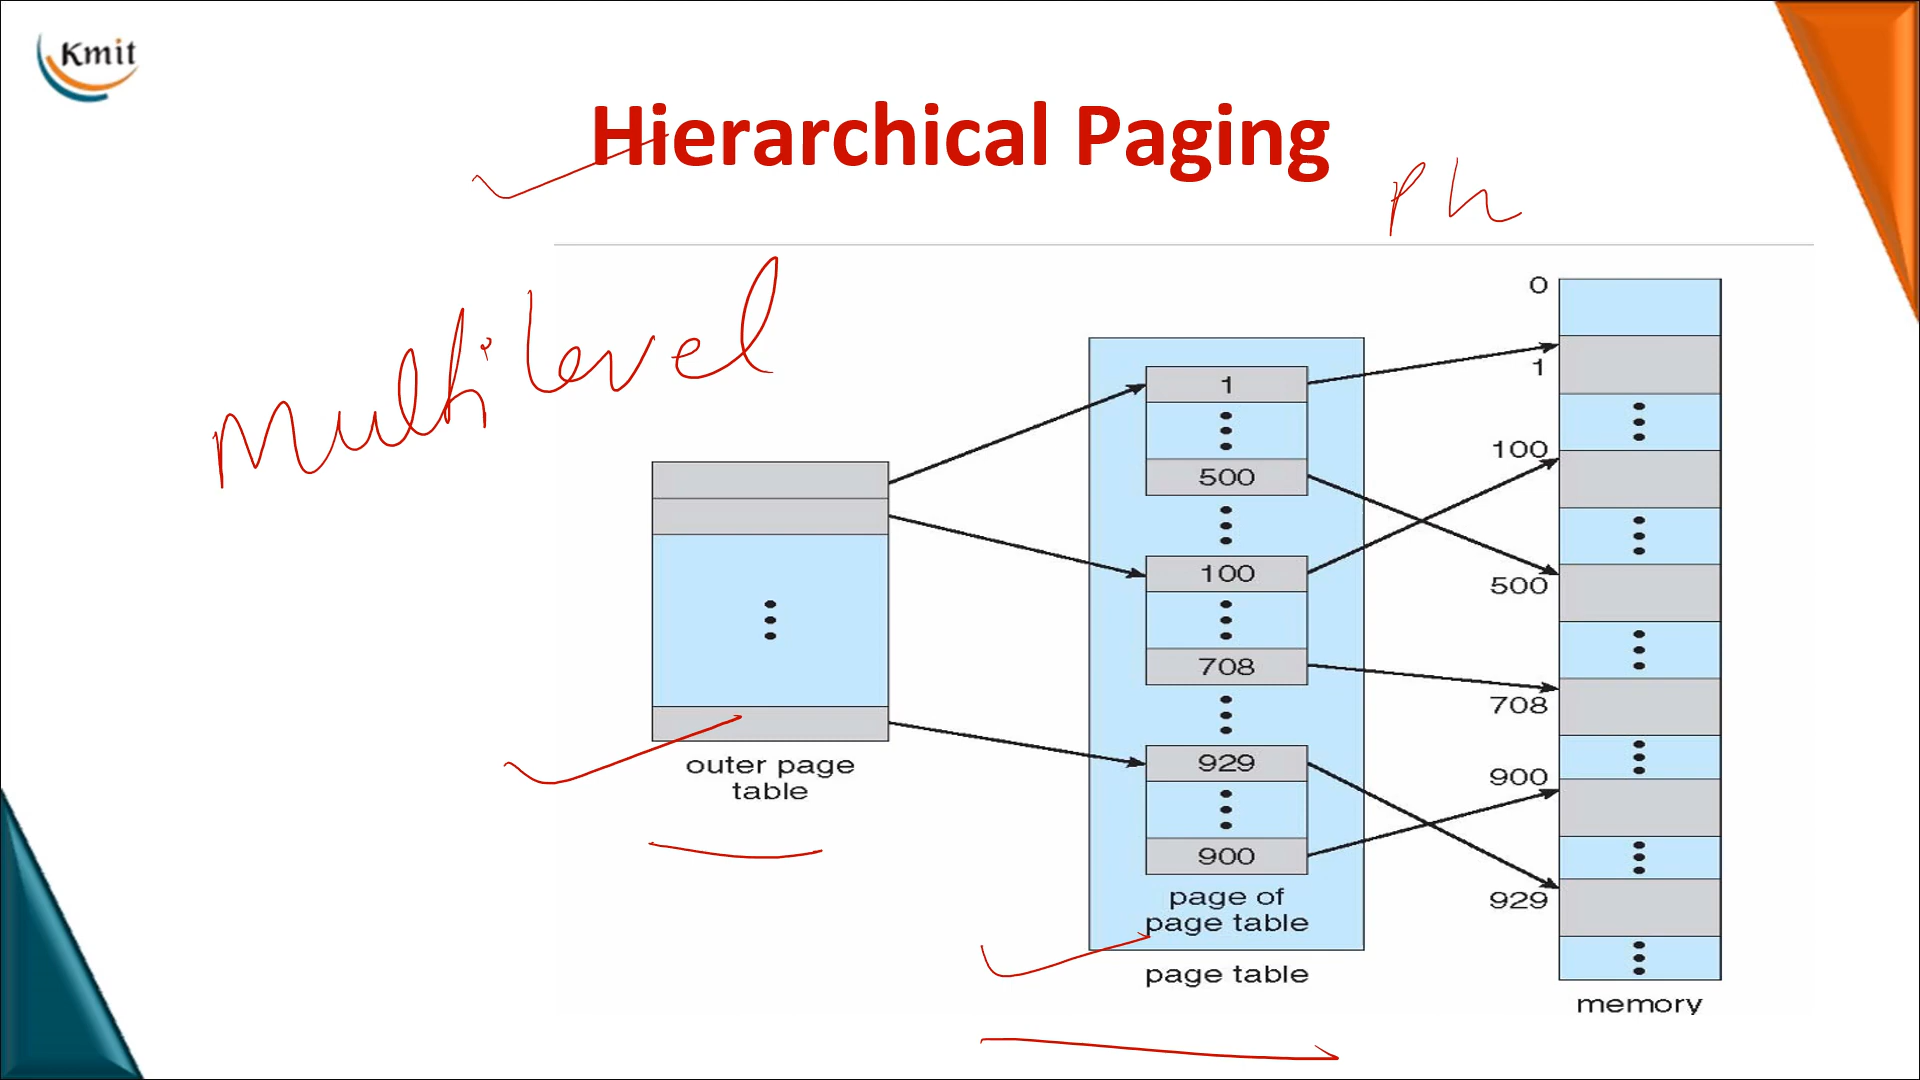 Kmit
Hierarchical Paging
Ph
Multilevel
outer page
table
1
500
100
708
929
900
page of
page table
page table
0
1
100
500
708
900
929
memory